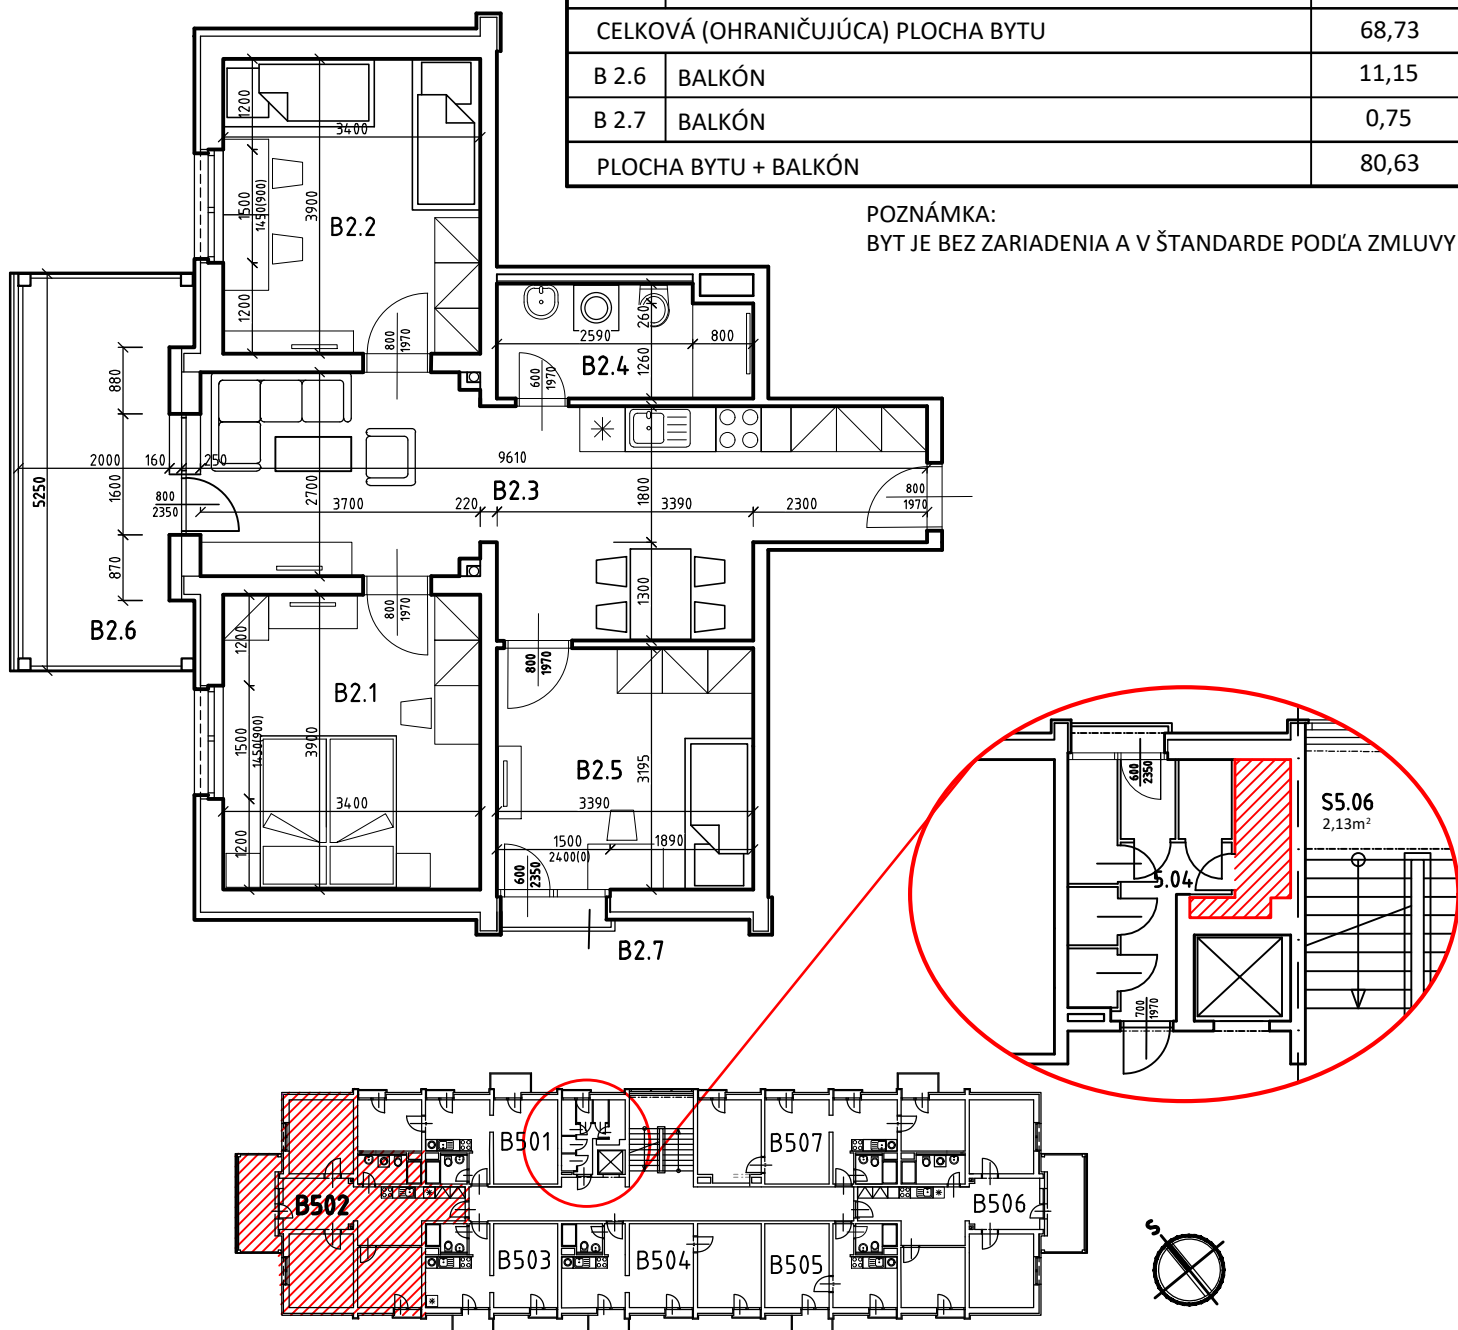 CELKOVÁ (OHRANIČUJÚCA) PLOCHA BYTU 68,73
B 2.6 BALKÓN 11,15
B 2.7 BALKÓN 0,75
PLOCHA BYTU + BALKÓN 80,63
POZNÁMKA:
BYT JE BEZ ZARIADENIA A V ŠTANDARDE PODĽA ZMLUVY
1200
3400
1500
1450(900)
3900
B2.2
1200
800
1970
2590
800
260
1260
B2.4
600
1970
880
2000
160
250
9610
5250
1600
800
2350
2700
B2.3
1800
800
1970
3700
220
3390
2300
870
1300
B2.6
800
1970
800
1970
1200
B2.1
1500
1450(900)
3900
B2.5
3195
3400
3390
1200
1500
2400(0)
1890
600
2350
B2.7
600
2350
S5.06
2,13m²
5.04
700
1970
B501
B507
B502
B506
B503
B504
B505
S